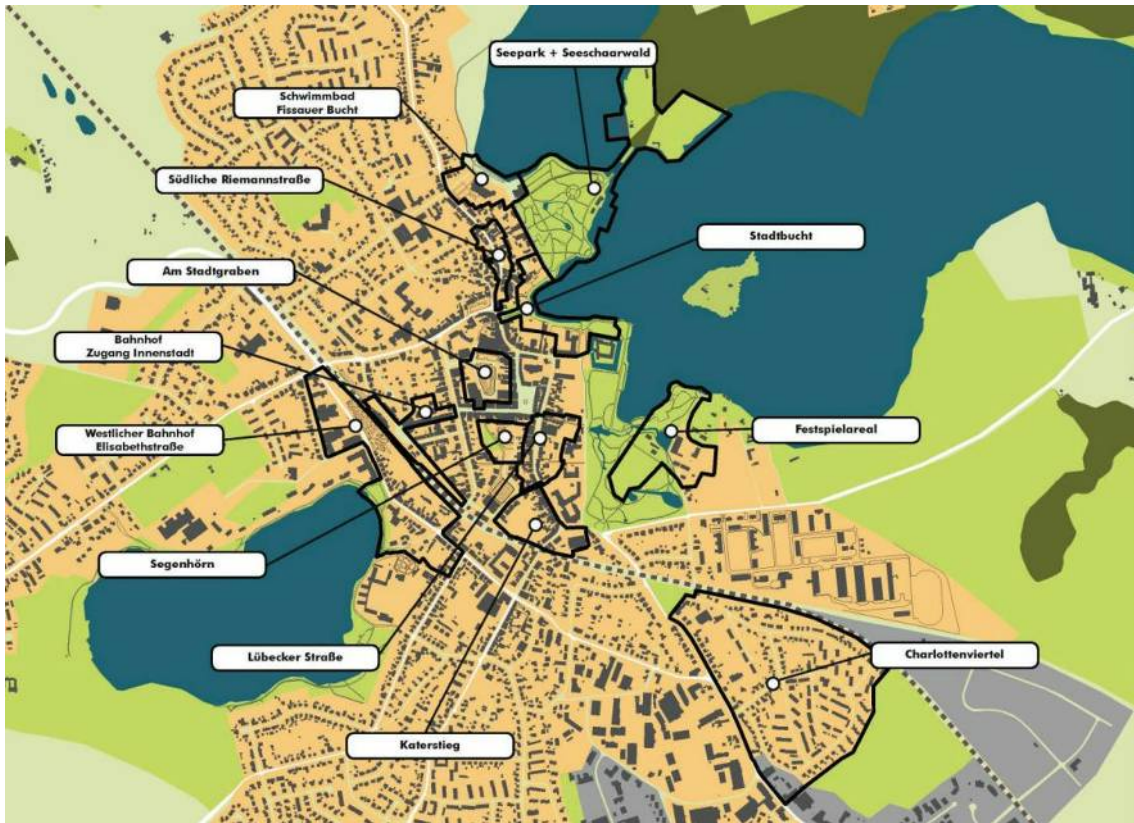 Seepark + Seeschaarwald
Schwimmbad
Fissauer Bucht
Südliche Riemannstraße
Stadtbucht
Am Stadtgraben
Bahnhof
Zugang Innenstadt
Westlicher Bahnhof
Elisabethstraße
Festspielareal
Segenhörn
Lübecker Straße
Charlottenviertel
Katerstieg